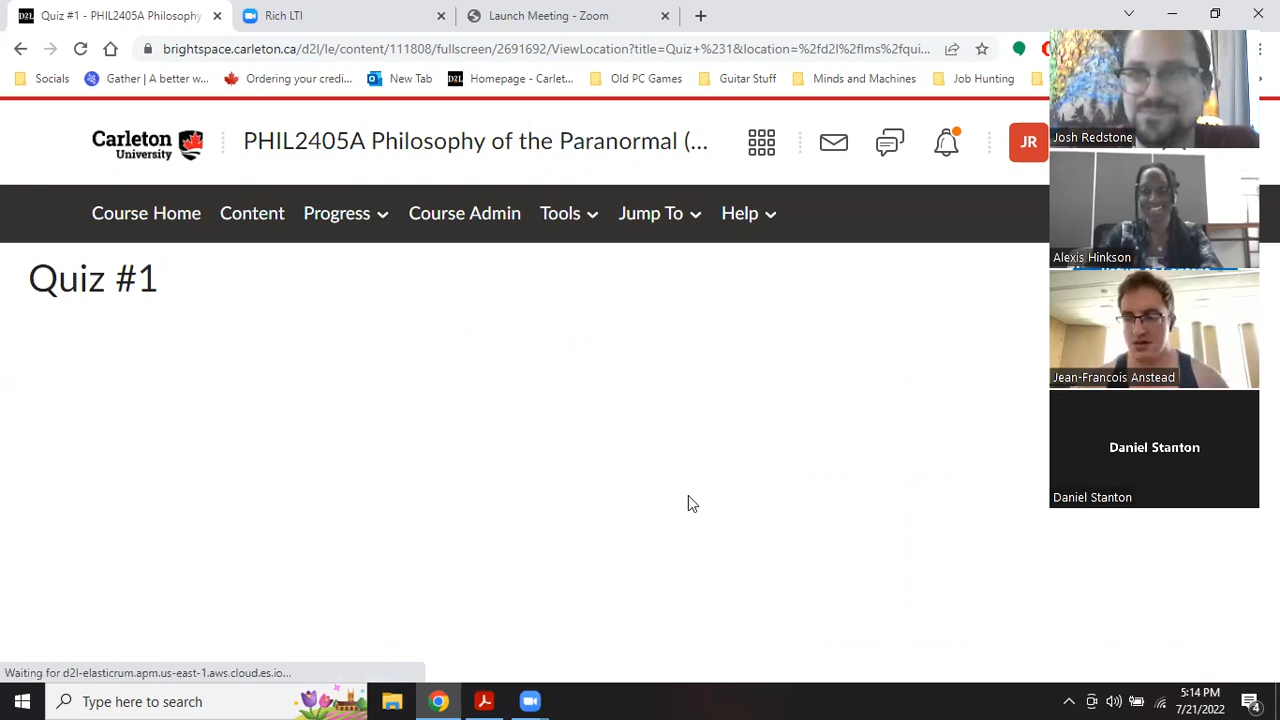 Quiz #1 - PHIL2405A Philosophy
Rich LTI
Launch Meeting - Zoom
brightspace.carleton.ca/d2l/le/content/111808/fullscreen/2691692/ViewLocation?title=Quiz+%231&location=%2fd2l%2flms%2fqui...
Socials
Gather | A better w...
Ordering your credi...
New Tab
D2L Homepage - Carlet...
Old PC Games
Guitar Stuff
Minds and Machines
Job Hunting
Carleton University
PHIL2405A Philosophy of the Paranormal (...
JR
Josh Redstone
Course Home
Content
Progress
Course Admin
Tools
Jump To
Help
Alexis Hinkson
Quiz #1
Jean-Francois Anstead
Daniel Stanton
Daniel Stanton
Waiting for d2l-elasticrum.apm.us-east-1.aws.cloud.es.io...
Type here to search
5:14 PM
7/21/2022
4